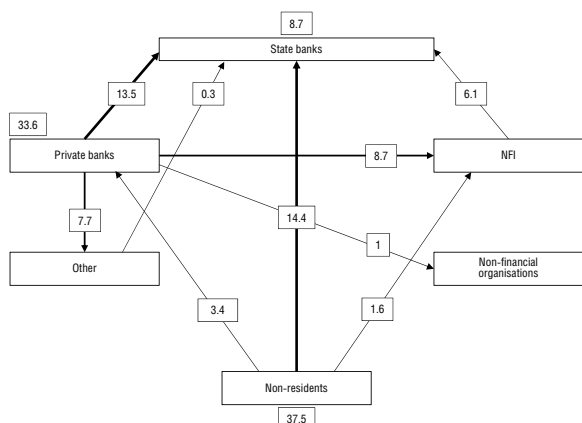 8.7
State banks
13.5
0.3
6.1
33.6
Private banks
8.7
NFI
7.7
14.4
1
Other
Non-financial
organisations
3.4
1.6
Non-residents
37.5